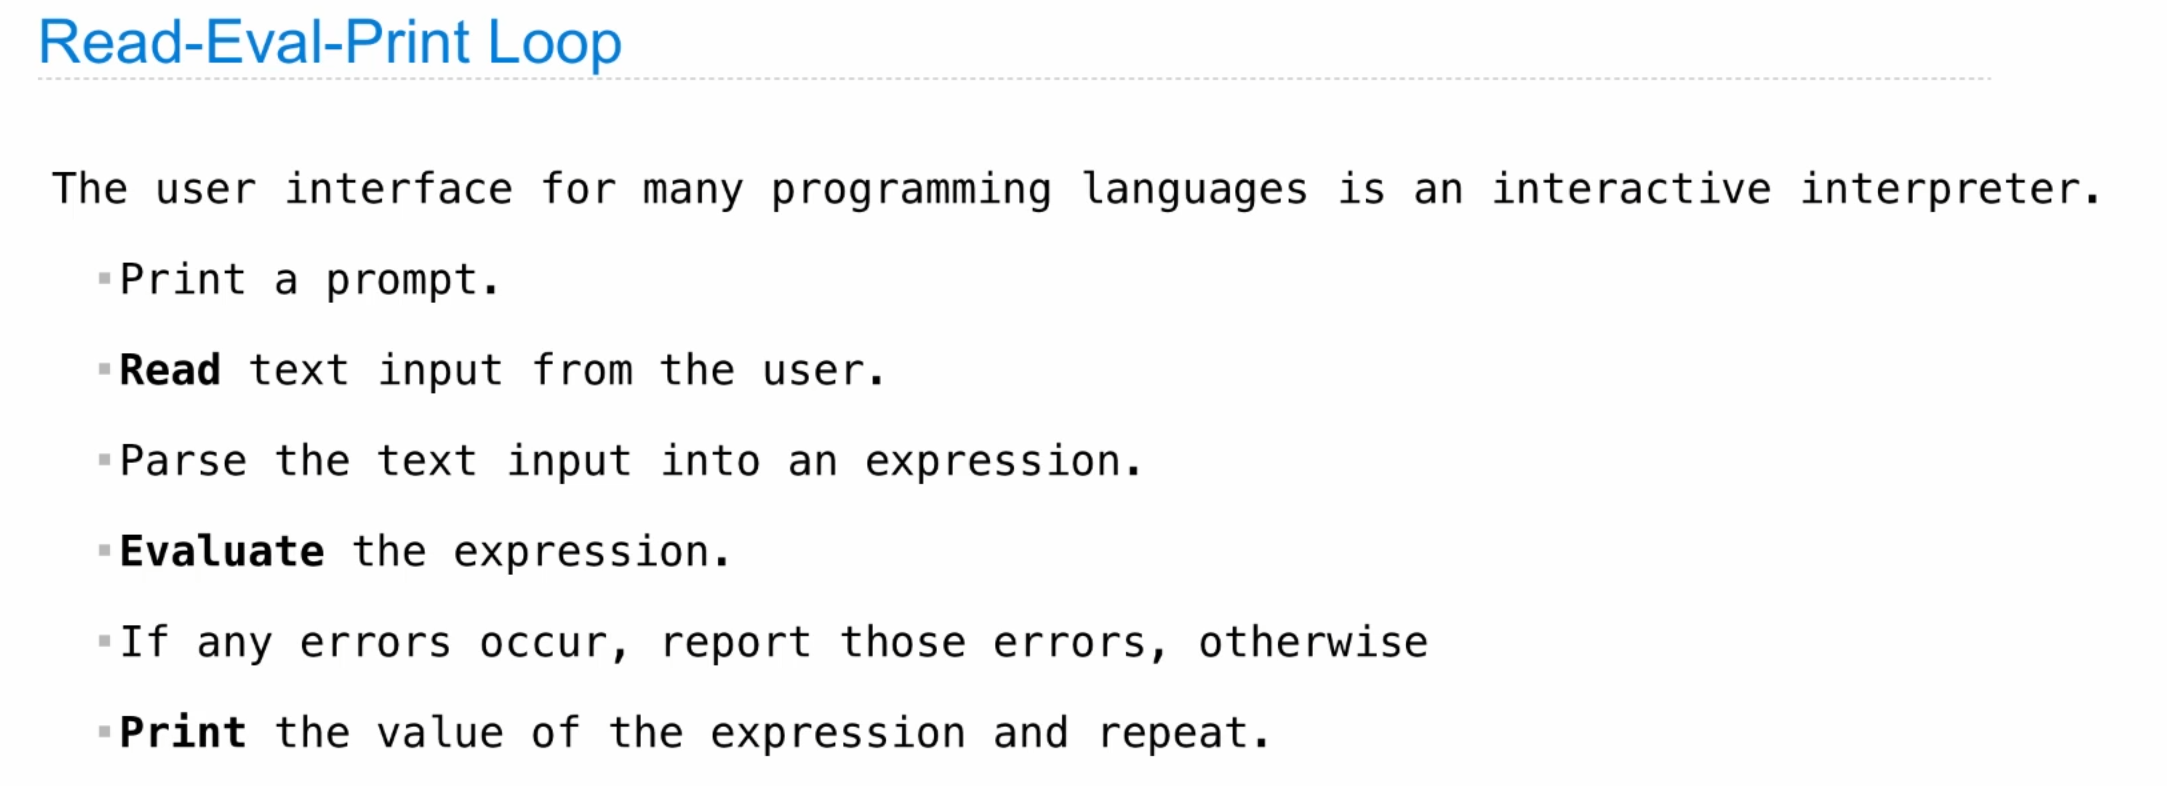 Read-Eval-Print Loop
The user interface for many programming languages is an interactive interpreter.
▪Print a prompt.
▪Read text input from the user.
▪Parse the text input into an expression.
▪Evaluate the expression.
▪If any errors occur, report those errors, otherwise
▪Print the value of the expression and repeat.